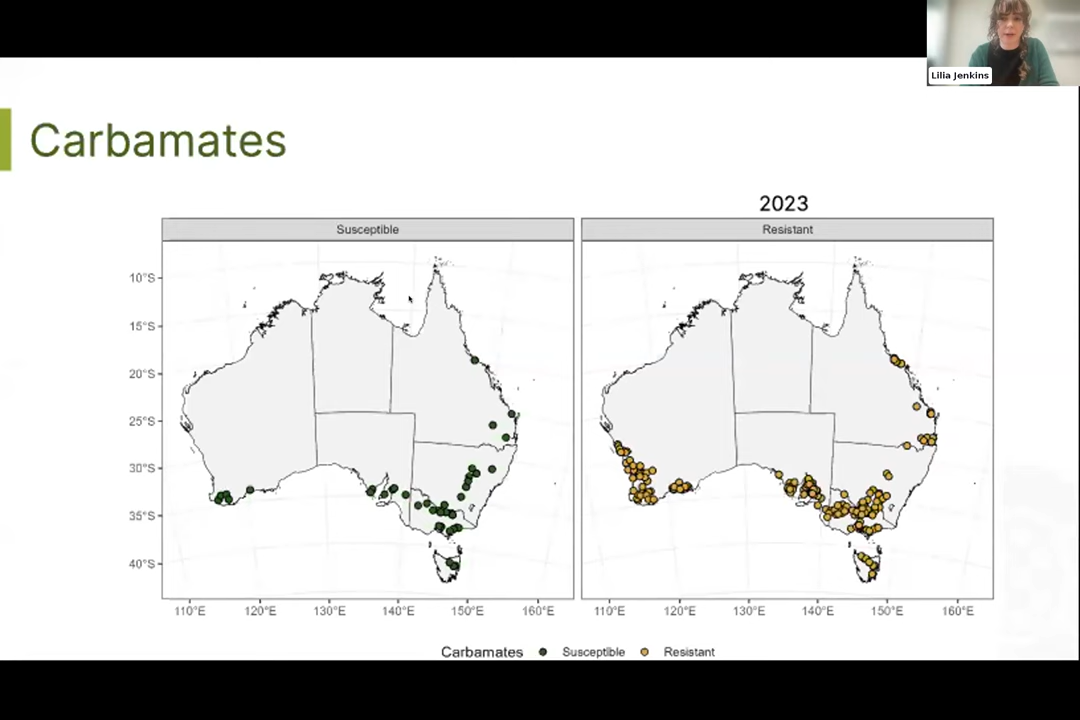 Lilia Jenkins
Carbamates
2023
Susceptible
Resistant
10°S
15°S
20°S
25°S
30°S
35°S
40°S
110°E 120°E 130°E 140°E 150°E 160°E
110°E 120°E 130°E 140°E 150°E 160°E
Carbamates Susceptible Resistant